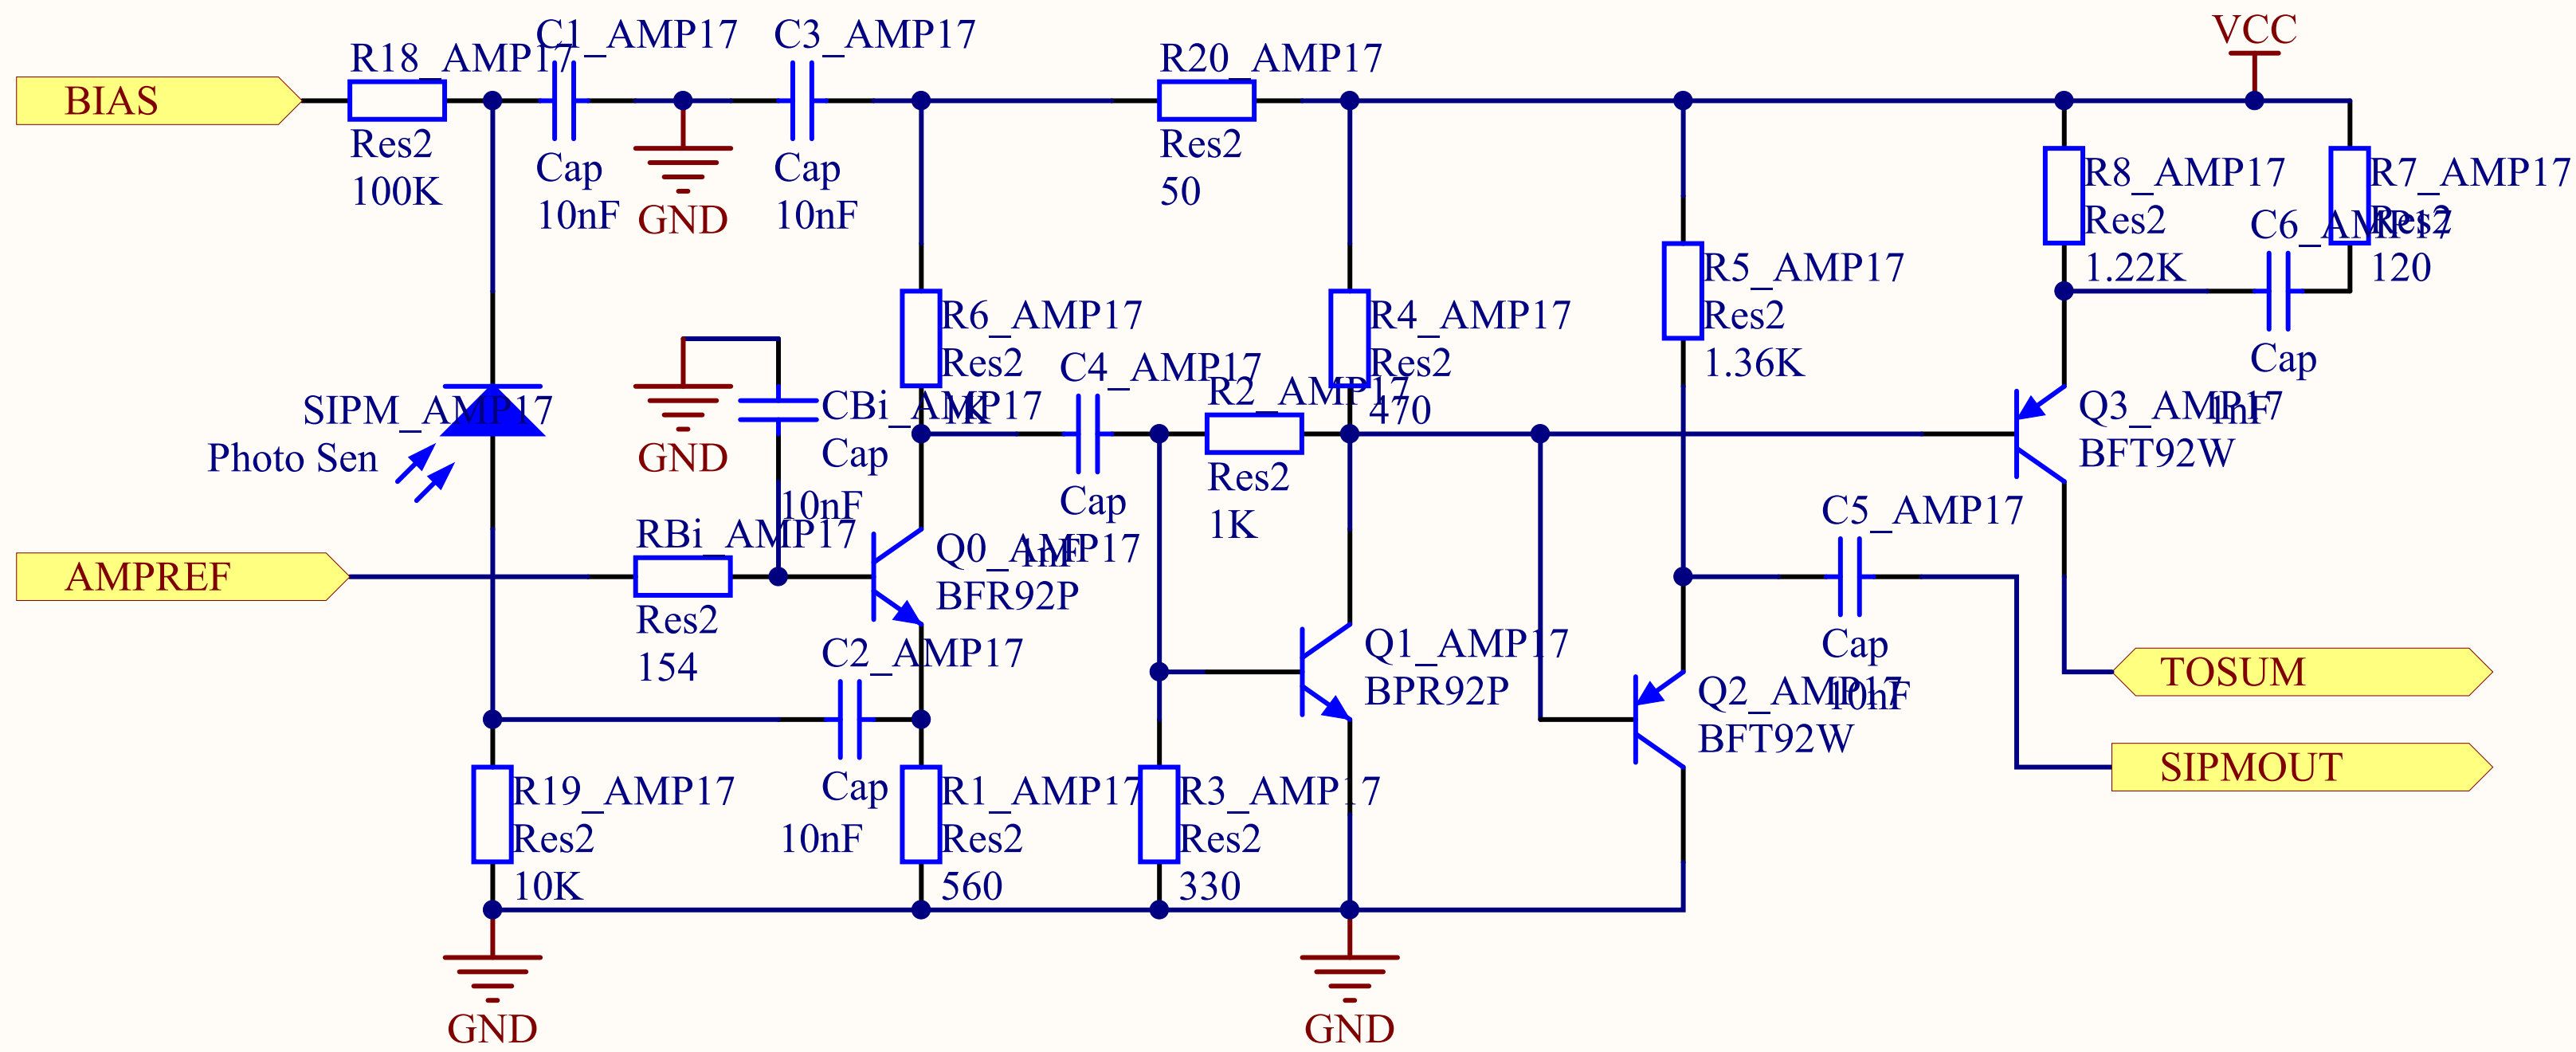 BIAS
R18_AMP17
Res2
100K
C1_AMP17
Cap
10nF
GND
C3_AMP17
Cap
10nF
R20_AMP17
Res2
50
VCC
R8_AMP17
Res2
1.22K
R7_AMP17
Res2
120
C6_AMP17
Cap
1nF
R5_AMP17
Res2
1.36K
R6_AMP17
Res2
1K
R4_AMP17
Res2
470
C4_AMP17
Cap
1nF
R2_AMP17
Res2
1K
SIPM_AMP17
Photo Sen
GND
CBi_AMP17
Cap
10nF
Q3_AMP17
BFT92W
AMPREF
RBi_AMP17
Res2
154
Q0_AMP17
BFR92P
C5_AMP17
Cap
10nF
C2_AMP17
Cap
10nF
Q1_AMP17
BPR92P
Q2_AMP17
BFT92W
TOSUM
SIPMOUT
R19_AMP17
Res2
10K
R1_AMP17
Res2
560
R3_AMP17
Res2
330
GND
GND